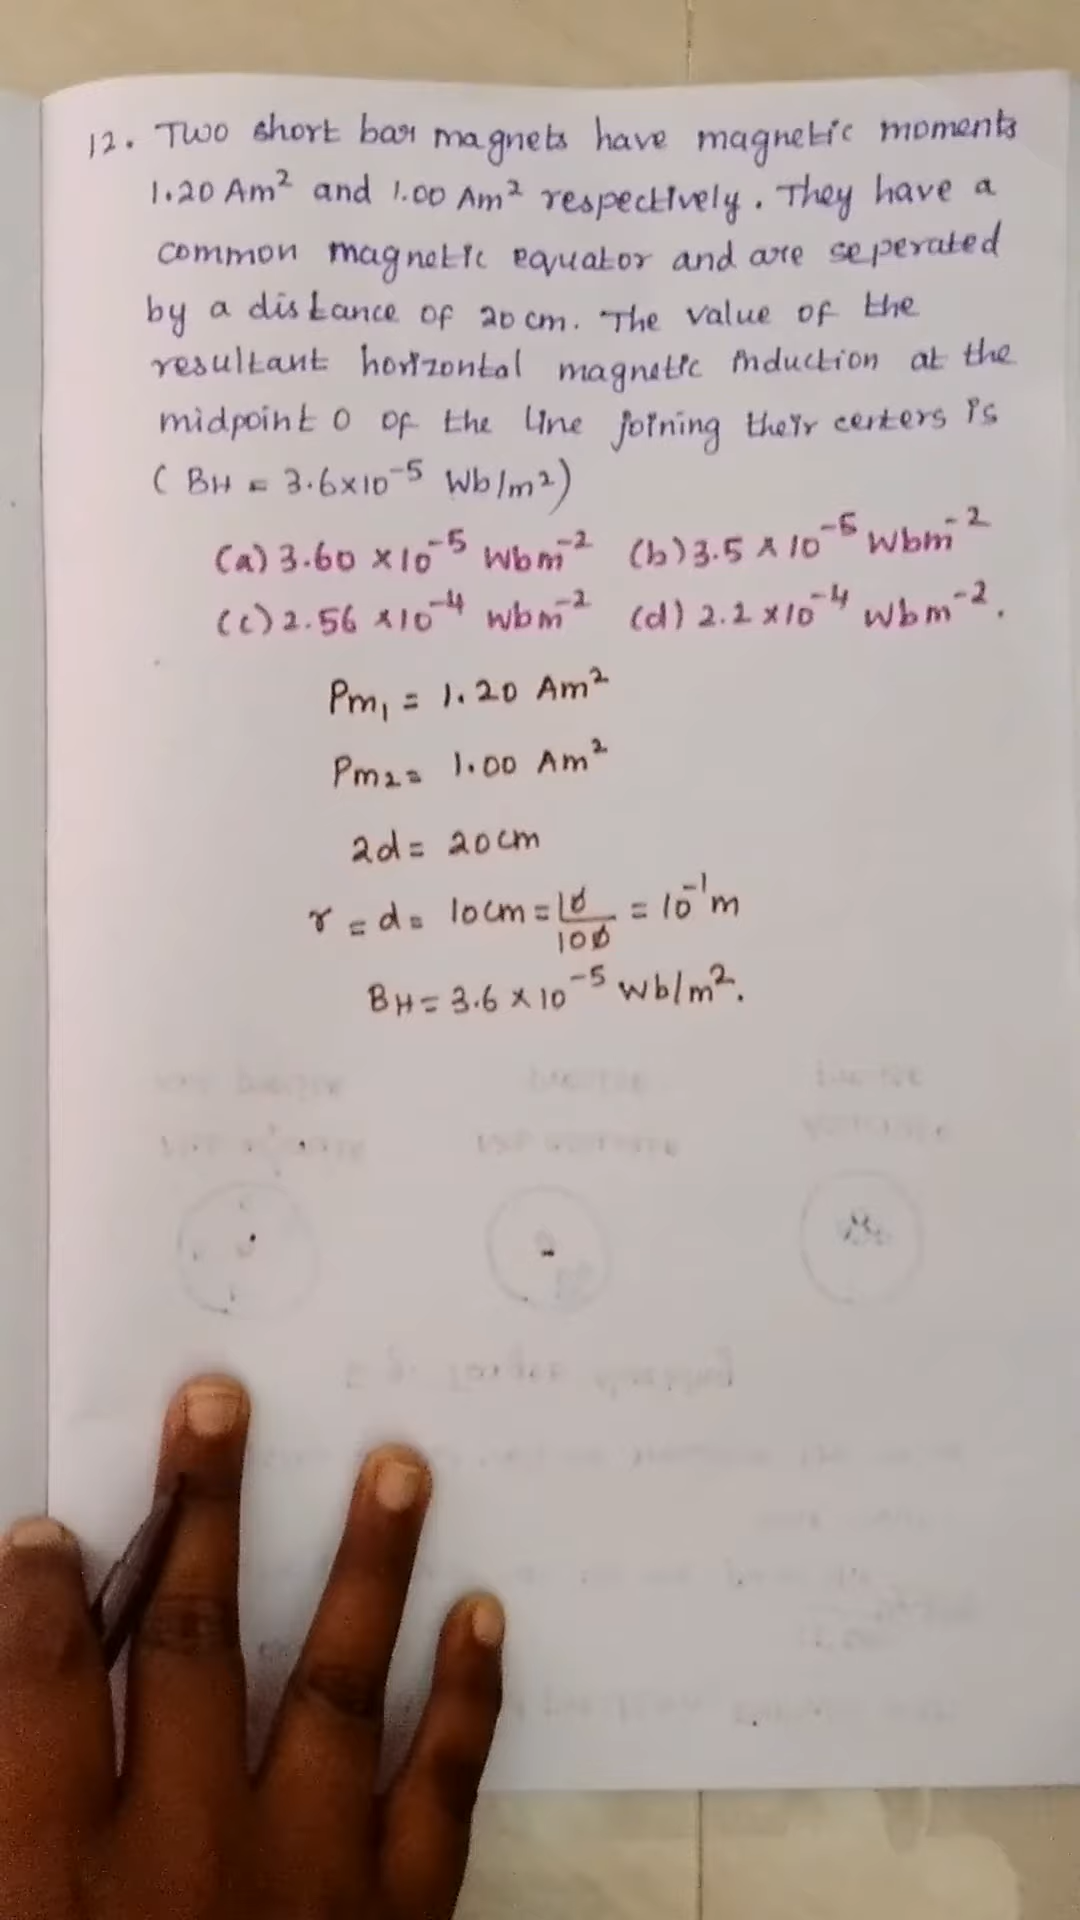 12. Two short bar magnets have magnetic moments
1.20 Am² and 1.00 Am² respectively. They have a
common magnetic equator and are seperated
by a distance of 20 cm. The value of the
resultant horizontal magnetic induction at the
midpoint O of the line joining their centers is
( BH = 3.6×10⁻⁵ Wb/m²)
(a) 3.60 ×10⁻⁵ Wbm⁻² (b) 3.5 × 10⁻⁵ Wbm⁻²
(c) 2.56 ×10⁻⁴ Wbm⁻² (d) 2.2 ×10⁻⁴ Wbm⁻².
Pm₁ = 1.20 Am²
Pm₂ = 1.00 Am²
2d = 20cm
r = d = 10cm = 10/100 = 10⁻¹m
BH = 3.6 × 10⁻⁵ Wb/m².